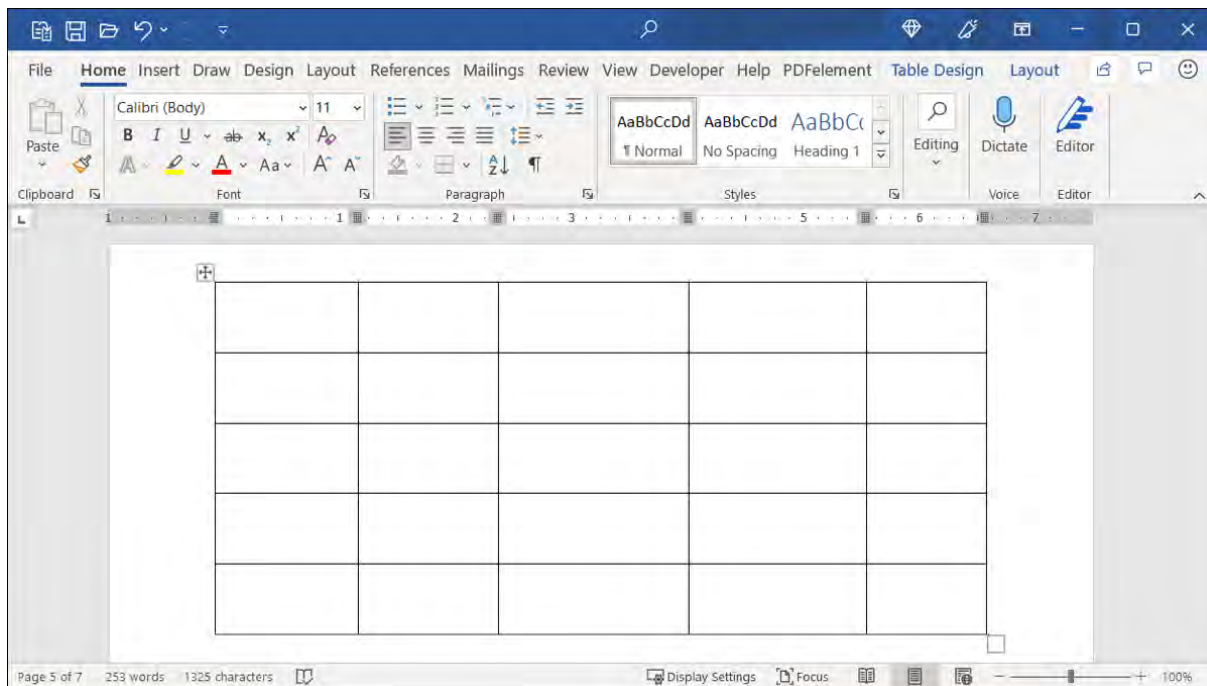 File Home Insert Draw Design Layout References Mailings Review View Developer Help PDFelement Table Design Layout
Calibri (Body) 11 AaBbCcDd AaBbCcDd AaBbC
Paste B I U ab x₂ x² A ¶ Normal No Spacing Heading 1 Editing Dictate Editor
A A Aa A A A Z ¶
Clipboard Font Paragraph Styles Voice Editor
L 1 1 2 3 5 6 7
Page 5 of 7 253 words 1325 characters Display Settings Focus 100%